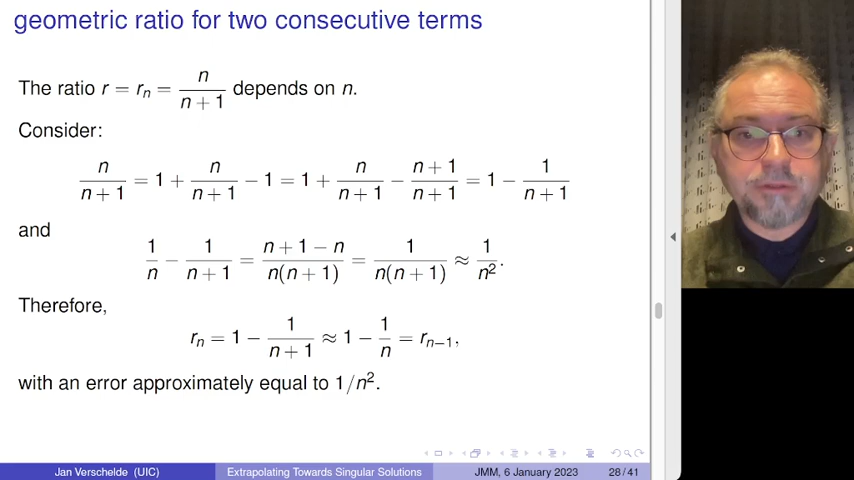 geometric ratio for two consecutive terms
The ratio r = rₙ = n/(n + 1) depends on n.
Consider:
n/(n + 1) = 1 + n/(n + 1) − 1 = 1 + n/(n + 1) − (n + 1)/(n + 1) = 1 − 1/(n + 1)
and
1/n − 1/(n + 1) = (n + 1 − n)/(n(n + 1)) = 1/(n(n + 1)) ≈ 1/n².
Therefore,
rₙ = 1 − 1/(n + 1) ≈ 1 − 1/n = rₙ₋₁,
with an error approximately equal to 1/n².
Jan Verschelde (UIC) Extrapolating Towards Singular Solutions JMM, 6 January 2023 28 / 41